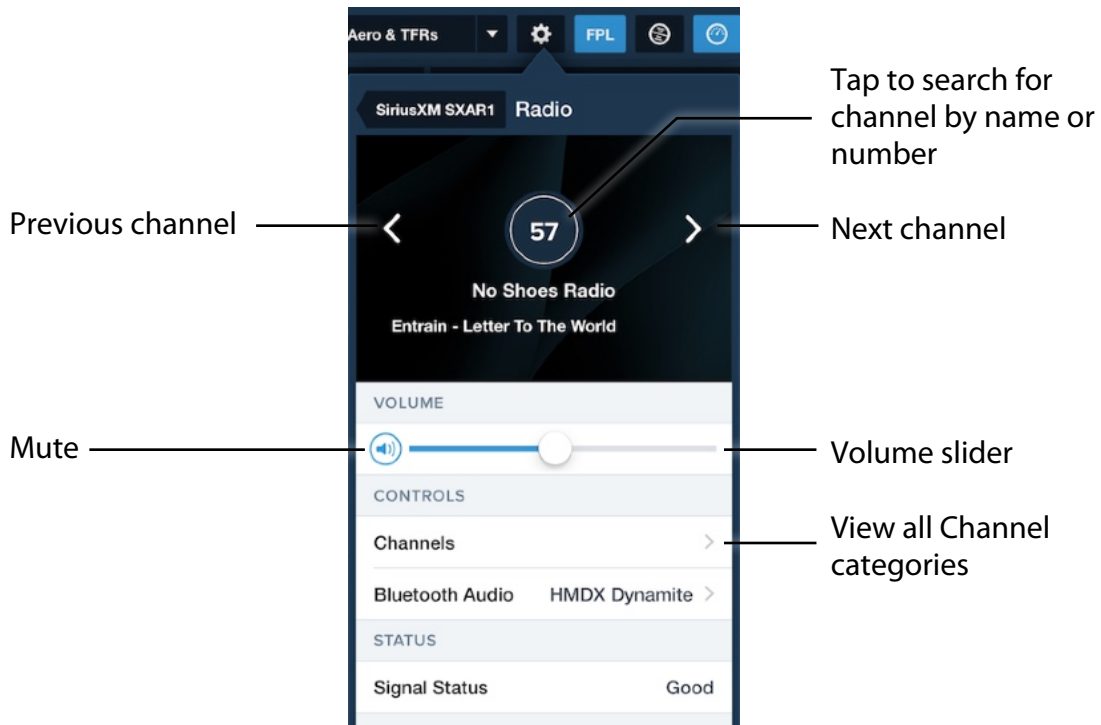 Aero & TFRs
FPL
SiriusXM SXAR1 Radio
Tap to search for
channel by name or
number
57
Previous channel
Next channel
No Shoes Radio
Entrain - Letter To The World
VOLUME
Mute
Volume slider
CONTROLS
Channels
View all Channel
categories
Bluetooth Audio HMDX Dynamite
STATUS
Signal Status Good